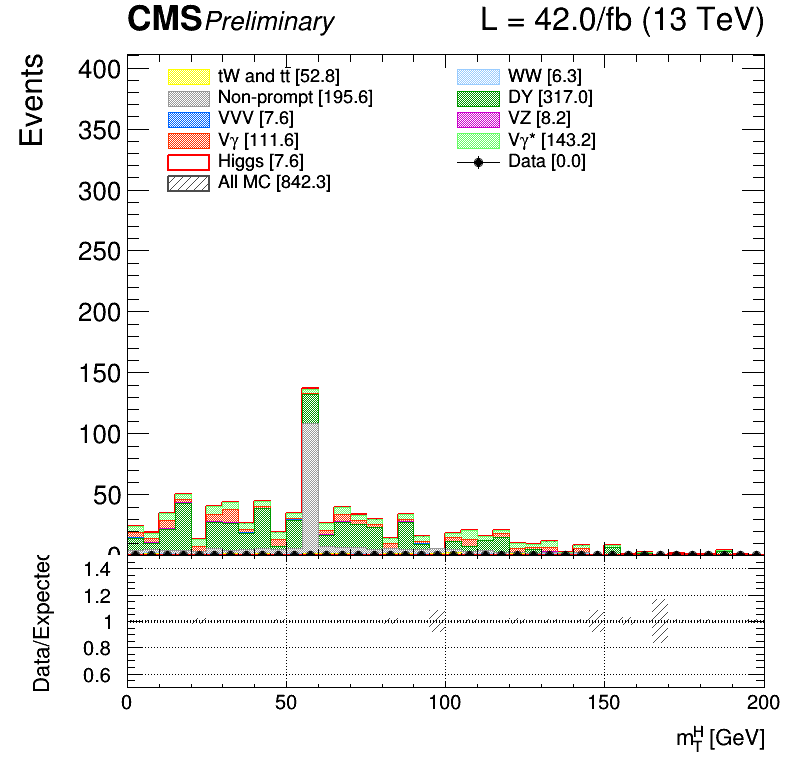 CMS Preliminary L = 42.0/fb (13 TeV)
Events
400
350
300
250
200
150
100
50
0
tW and tt̄ [52.8]
Non-prompt [195.6]
VVV [7.6]
Vγ [111.6]
Higgs [7.6]
All MC [842.3]
WW [6.3]
DY [317.0]
VZ [8.2]
Vγ* [143.2]
Data [0.0]
Data/Expected
1.4
1.2
1
0.8
0.6
0 50 100 150 200
m_T^H [GeV]